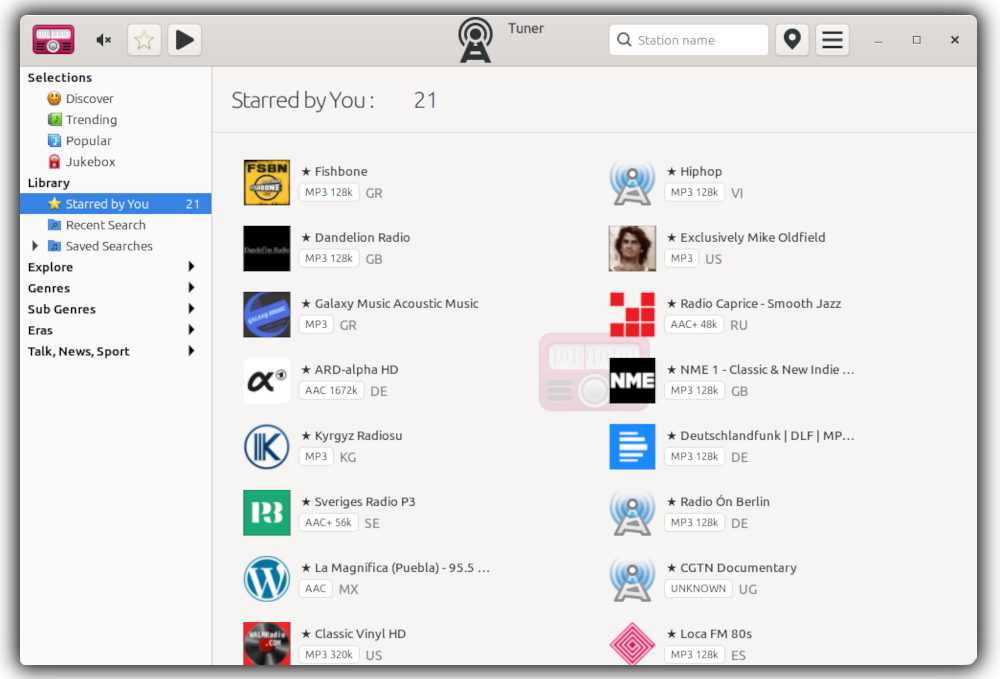 Tuner
Station name
Selections
Discover
Trending
Popular
Jukebox
Library
Starred by You 21
Recent Search
Saved Searches
Explore
Genres
Sub Genres
Eras
Talk, News, Sport
Starred by You : 21
FSBN
FISHBONE
★ Fishbone
MP3 128k GR
★ Hiphop
MP3 128k VI
Dandelion Radio
★ Dandelion Radio
MP3 128k GB
★ Exclusively Mike Oldfield
MP3 US
galaxy music
★ Galaxy Music Acoustic Music
MP3 GR
★ Radio Caprice - Smooth Jazz
AAC+ 48k RU
α
★ ARD-alpha HD
AAC 1672k DE
NME
★ NME 1 - Classic & New Indie ...
MP3 128k GB
K
★ Kyrgyz Radiosu
MP3 KG
★ Deutschlandfunk | DLF | MP...
MP3 128k DE
P3
★ Sveriges Radio P3
AAC+ 56k SE
★ Radio Ón Berlin
MP3 128k DE
W
★ La Magnífica (Puebla) - 95.5 ...
AAC MX
★ CGTN Documentary
UNKNOWN UG
WALMRadio
.COM
★ Classic Vinyl HD
MP3 320k US
★ Loca FM 80s
MP3 128k ES